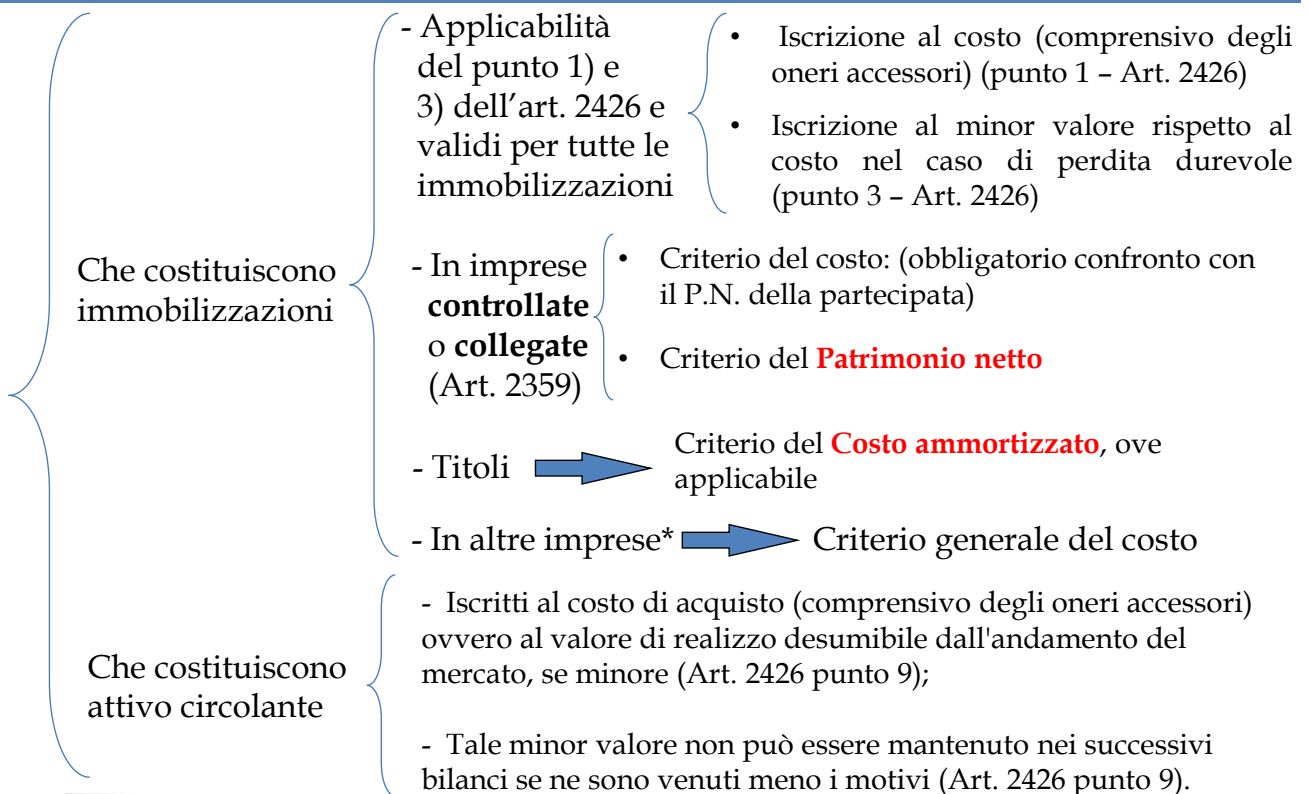 Che costituiscono
immobilizzazioni
- Applicabilità
del punto 1) e
3) dell'art. 2426 e
validi per tutte le
immobilizzazioni
• Iscrizione al costo (comprensivo degli
oneri accessori) (punto 1 – Art. 2426)
• Iscrizione al minor valore rispetto al
costo nel caso di perdita durevole
(punto 3 – Art. 2426)
- In imprese
controllate
o collegate
(Art. 2359)
• Criterio del costo: (obbligatorio confronto con
il P.N. della partecipata)
• Criterio del Patrimonio netto
- Titoli
Criterio del Costo ammortizzato, ove
applicabile
- In altre imprese*
Criterio generale del costo
Che costituiscono
attivo circolante
- Iscritti al costo di acquisto (comprensivo degli oneri accessori)
ovvero al valore di realizzo desumibile dall'andamento del
mercato, se minore (Art. 2426 punto 9);
- Tale minor valore non può essere mantenuto nei successivi
bilanci se ne sono venuti meno i motivi (Art. 2426 punto 9).